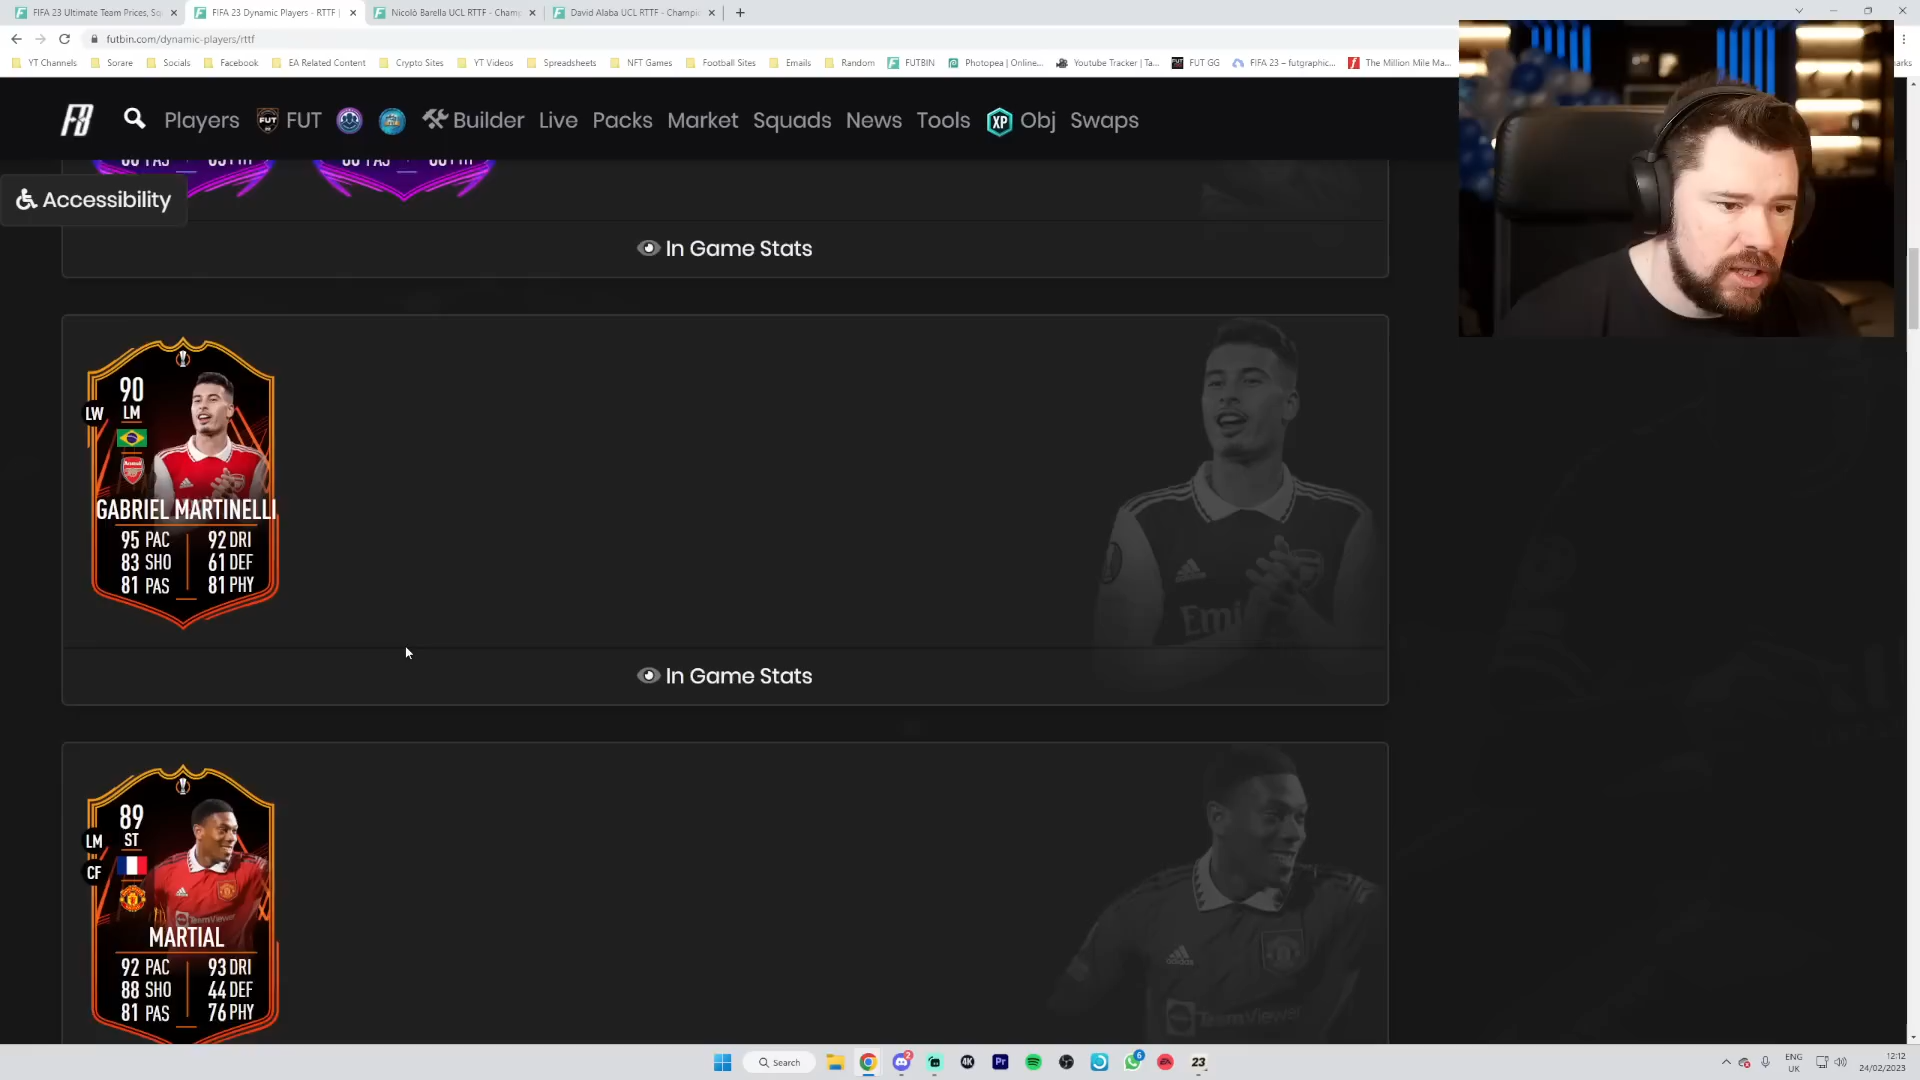 FIFA 23 Ultimate Team Prices, Sq
FIFA 23 Dynamic Players - RTTF |
Nicolò Barella UCL RTTF - Champ
David Alaba UCL RTTF - Champi
futbin.com/dynamic-players/rttf
YT Channels
Sorare
Socials
Facebook
EA Related Content
Crypto Sites
YT Videos
Spreadsheets
NFT Games
Football Sites
Emails
Random
FUTBIN
Photopea | Online...
Youtube Tracker | Ta...
FUT GG
FIFA 23 – futgraphic...
The Million Mile Ma...
Players
FUT
Builder
Live
Packs
Market
Squads
News
Tools
XP Obj
Swaps
Accessibility
In Game Stats
90
LM
LW
GABRIEL MARTINELLI
95 PAC 92 DRI
83 SHO 61 DEF
81 PAS 81 PHY
In Game Stats
89
ST
LM
CF
MARTIAL
92 PAC 93 DRI
88 SHO 44 DEF
81 PAS 76 PHY
TeamViewer
Search
4K
Pr
23
ENG
UK
12:12
24/02/2023